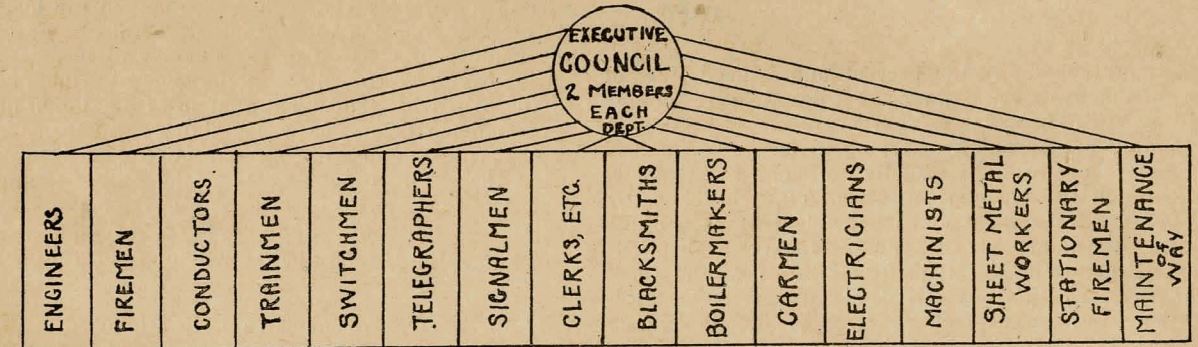 EXECUTIVE
COUNCIL
2 MEMBERS
EACH
DEPT.
ENGINEERS
FIREMEN
CONDUCTORS
TRAINMEN
SWITCHMEN
TELEGRAPHERS
SIGNALMEN
CLERKS, ETC.
BLACKSMITHS
BOILERMAKERS
CARMEN
ELECTRICIANS
MACHINISTS
SHEET METAL
WORKERS
STATIONARY
FIREMEN
MAINTENANCE
OF
WAY